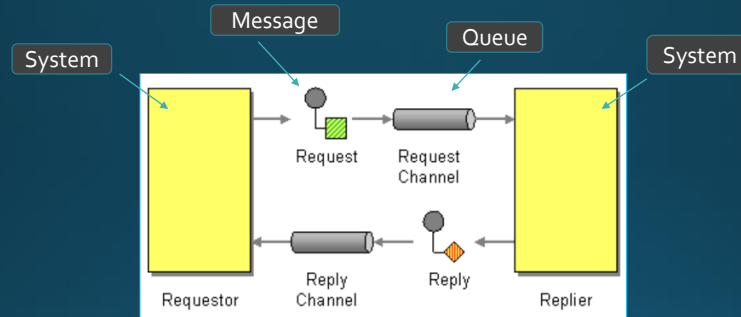 Message
Queue
System
System
Request
Request
Channel
Reply
Channel
Reply
Requestor
Replier